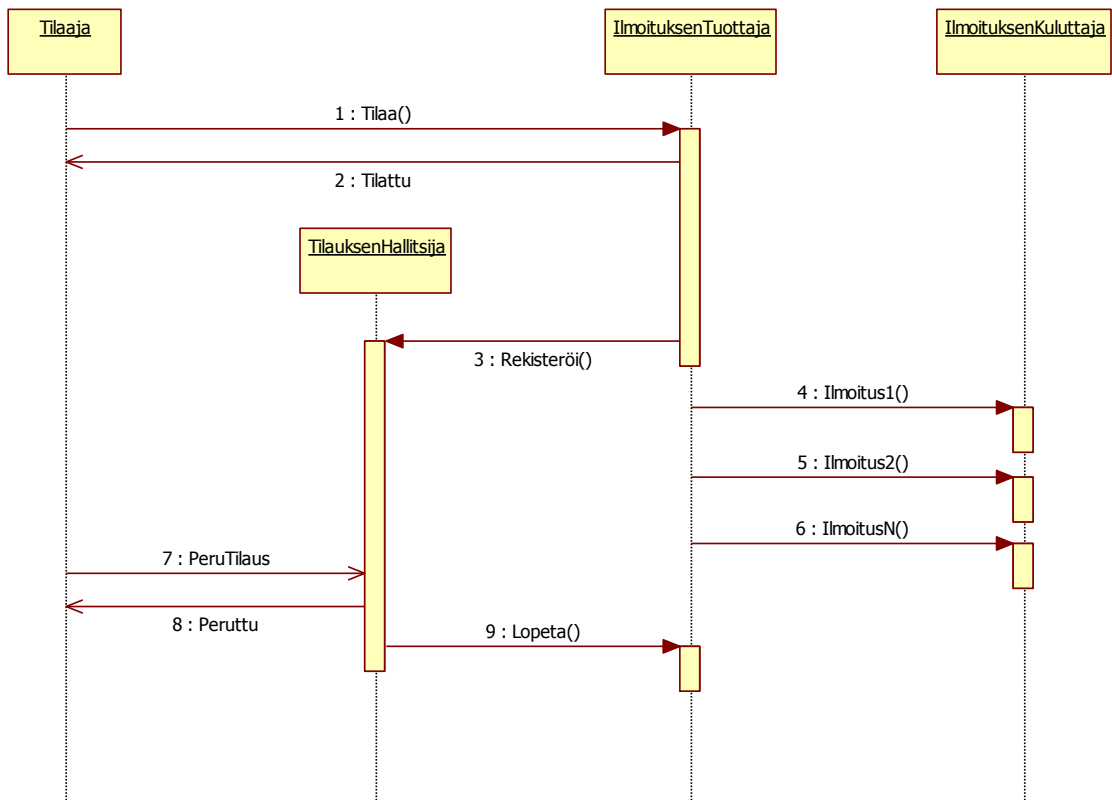 Tilaaja
IlmoituksenTuottaja
IlmoituksenKuluttaja
1 : Tilaa()
2 : Tilattu
TilauksenHallitsija
3 : Rekisteröi()
4 : Ilmoitus1()
5 : Ilmoitus2()
6 : IlmoitusN()
7 : PeruTilaus
8 : Peruttu
9 : Lopeta()